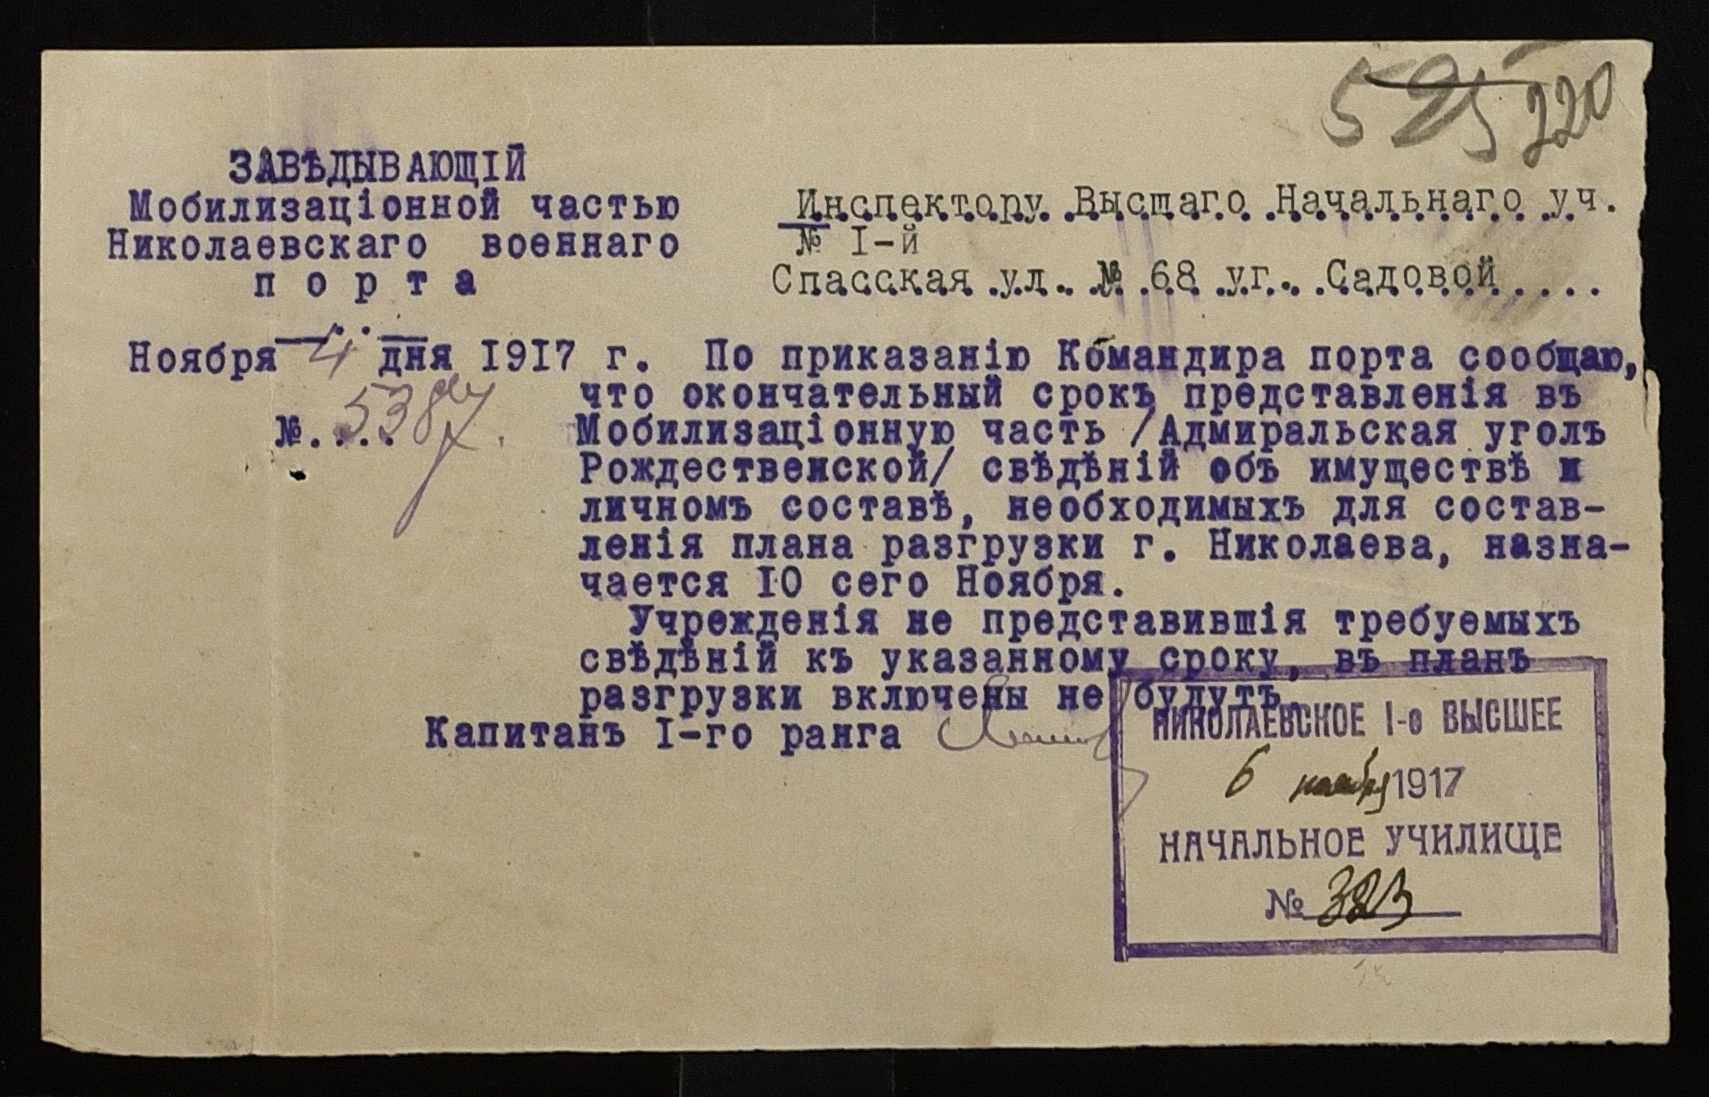 525 220
ЗАВѢДЫВАЮЩІЙ
Мобилизаціонной частью
Николаевскаго военнаго
порта
Инспектору Высшаго Начальнаго уч.
№ I-й
Спасская ул. № 68 уг. Садовой
Ноября 4 дня 1917 г.
№ 5387
По приказанію Командира порта сообщаю,
что окончательный срокъ представленія въ
Мобилизаціонную часть /Адмиральская уголъ
Рождественской/ свѣдѣній объ имуществѣ и
личномъ составѣ, необходимыхъ для состав-
ленія плана разгрузки г. Николаева, назна-
чается IO сего Ноября.
Учрежденія не представившія требуемыхъ
свѣдѣній къ указанному сроку, въ планъ
разгрузки включены не будутъ.
Капитанъ I-го ранга
НИКОЛАЕВСКОЕ I-е ВЫСШЕЕ
6 ноября 1917
НАЧАЛЬНОЕ УЧИЛИЩЕ
№ 323